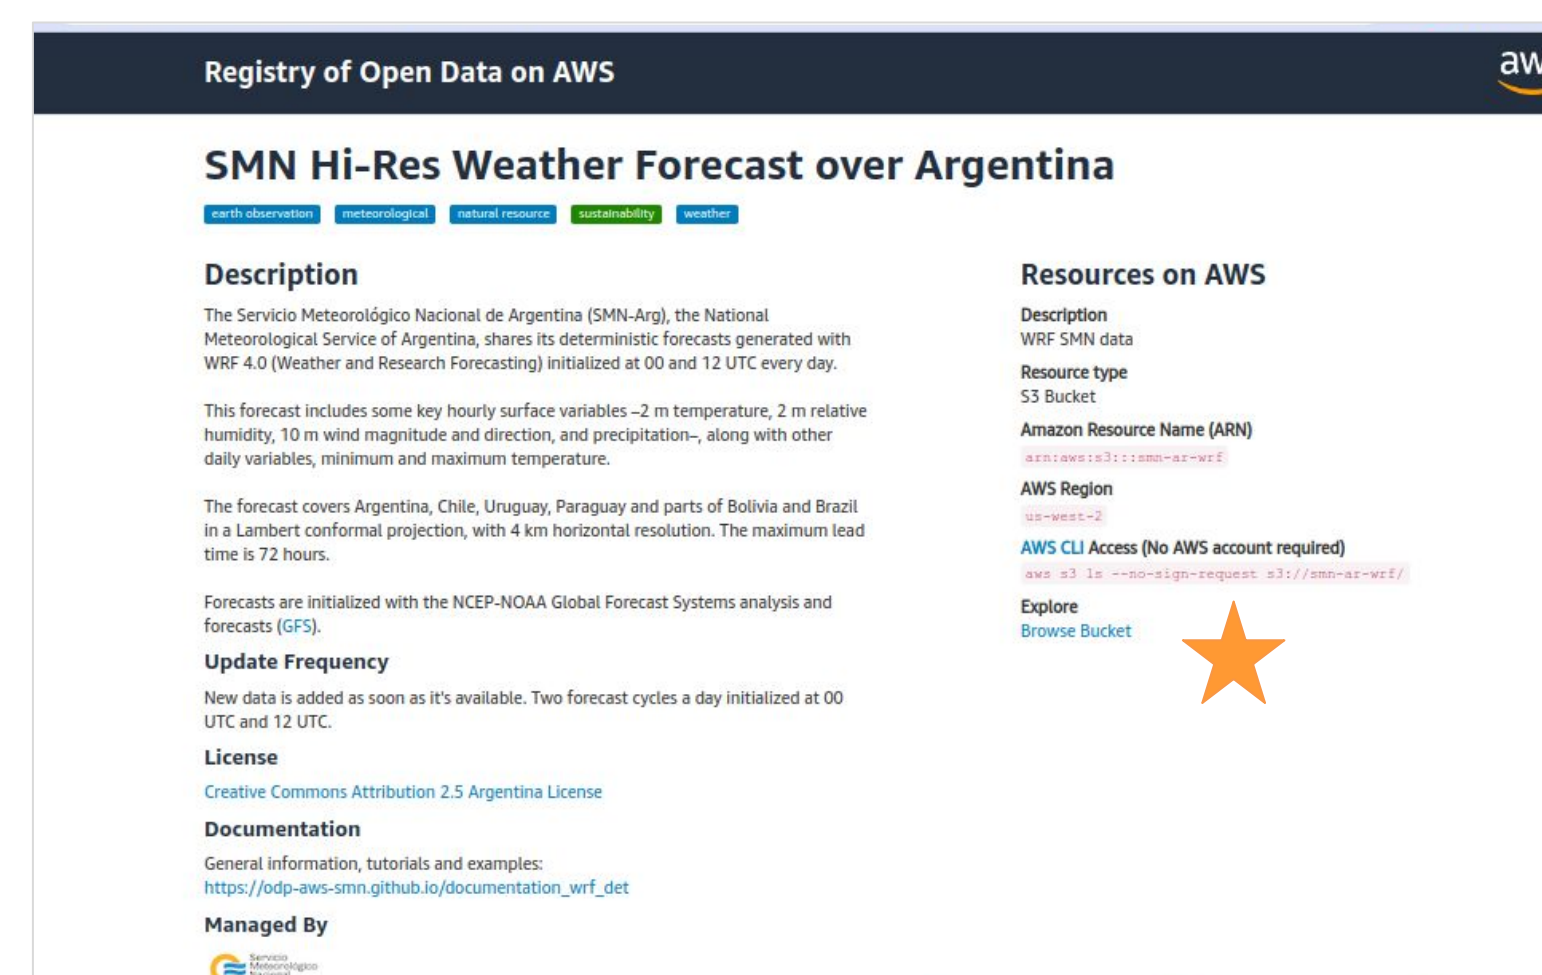 Registry of Open Data on AWS
aw
SMN Hi-Res Weather Forecast over Argentina
earth observation meteorological natural resource sustainability weather
Description
The Servicio Meteorológico Nacional de Argentina (SMN-Arg), the National
Meteorological Service of Argentina, shares its deterministic forecasts generated with
WRF 4.0 (Weather and Research Forecasting) initialized at 00 and 12 UTC every day.
This forecast includes some key hourly surface variables –2 m temperature, 2 m relative
humidity, 10 m wind magnitude and direction, and precipitation–, along with other
daily variables, minimum and maximum temperature.
The forecast covers Argentina, Chile, Uruguay, Paraguay and parts of Bolivia and Brazil
in a Lambert conformal projection, with 4 km horizontal resolution. The maximum lead
time is 72 hours.
Forecasts are initialized with the NCEP-NOAA Global Forecast Systems analysis and
forecasts (GFS).
Update Frequency
New data is added as soon as it's available. Two forecast cycles a day initialized at 00
UTC and 12 UTC.
License
Creative Commons Attribution 2.5 Argentina License
Documentation
General information, tutorials and examples:
https://odp-aws-smn.github.io/documentation_wrf_det
Managed By
Servicio
Meteorológico
Nacional
Resources on AWS
Description
WRF SMN data
Resource type
S3 Bucket
Amazon Resource Name (ARN)
arn:aws:s3:::smn-ar-wrf
AWS Region
us-west-2
AWS CLI Access (No AWS account required)
aws s3 ls --no-sign-request s3://smn-ar-wrf/
Explore
Browse Bucket